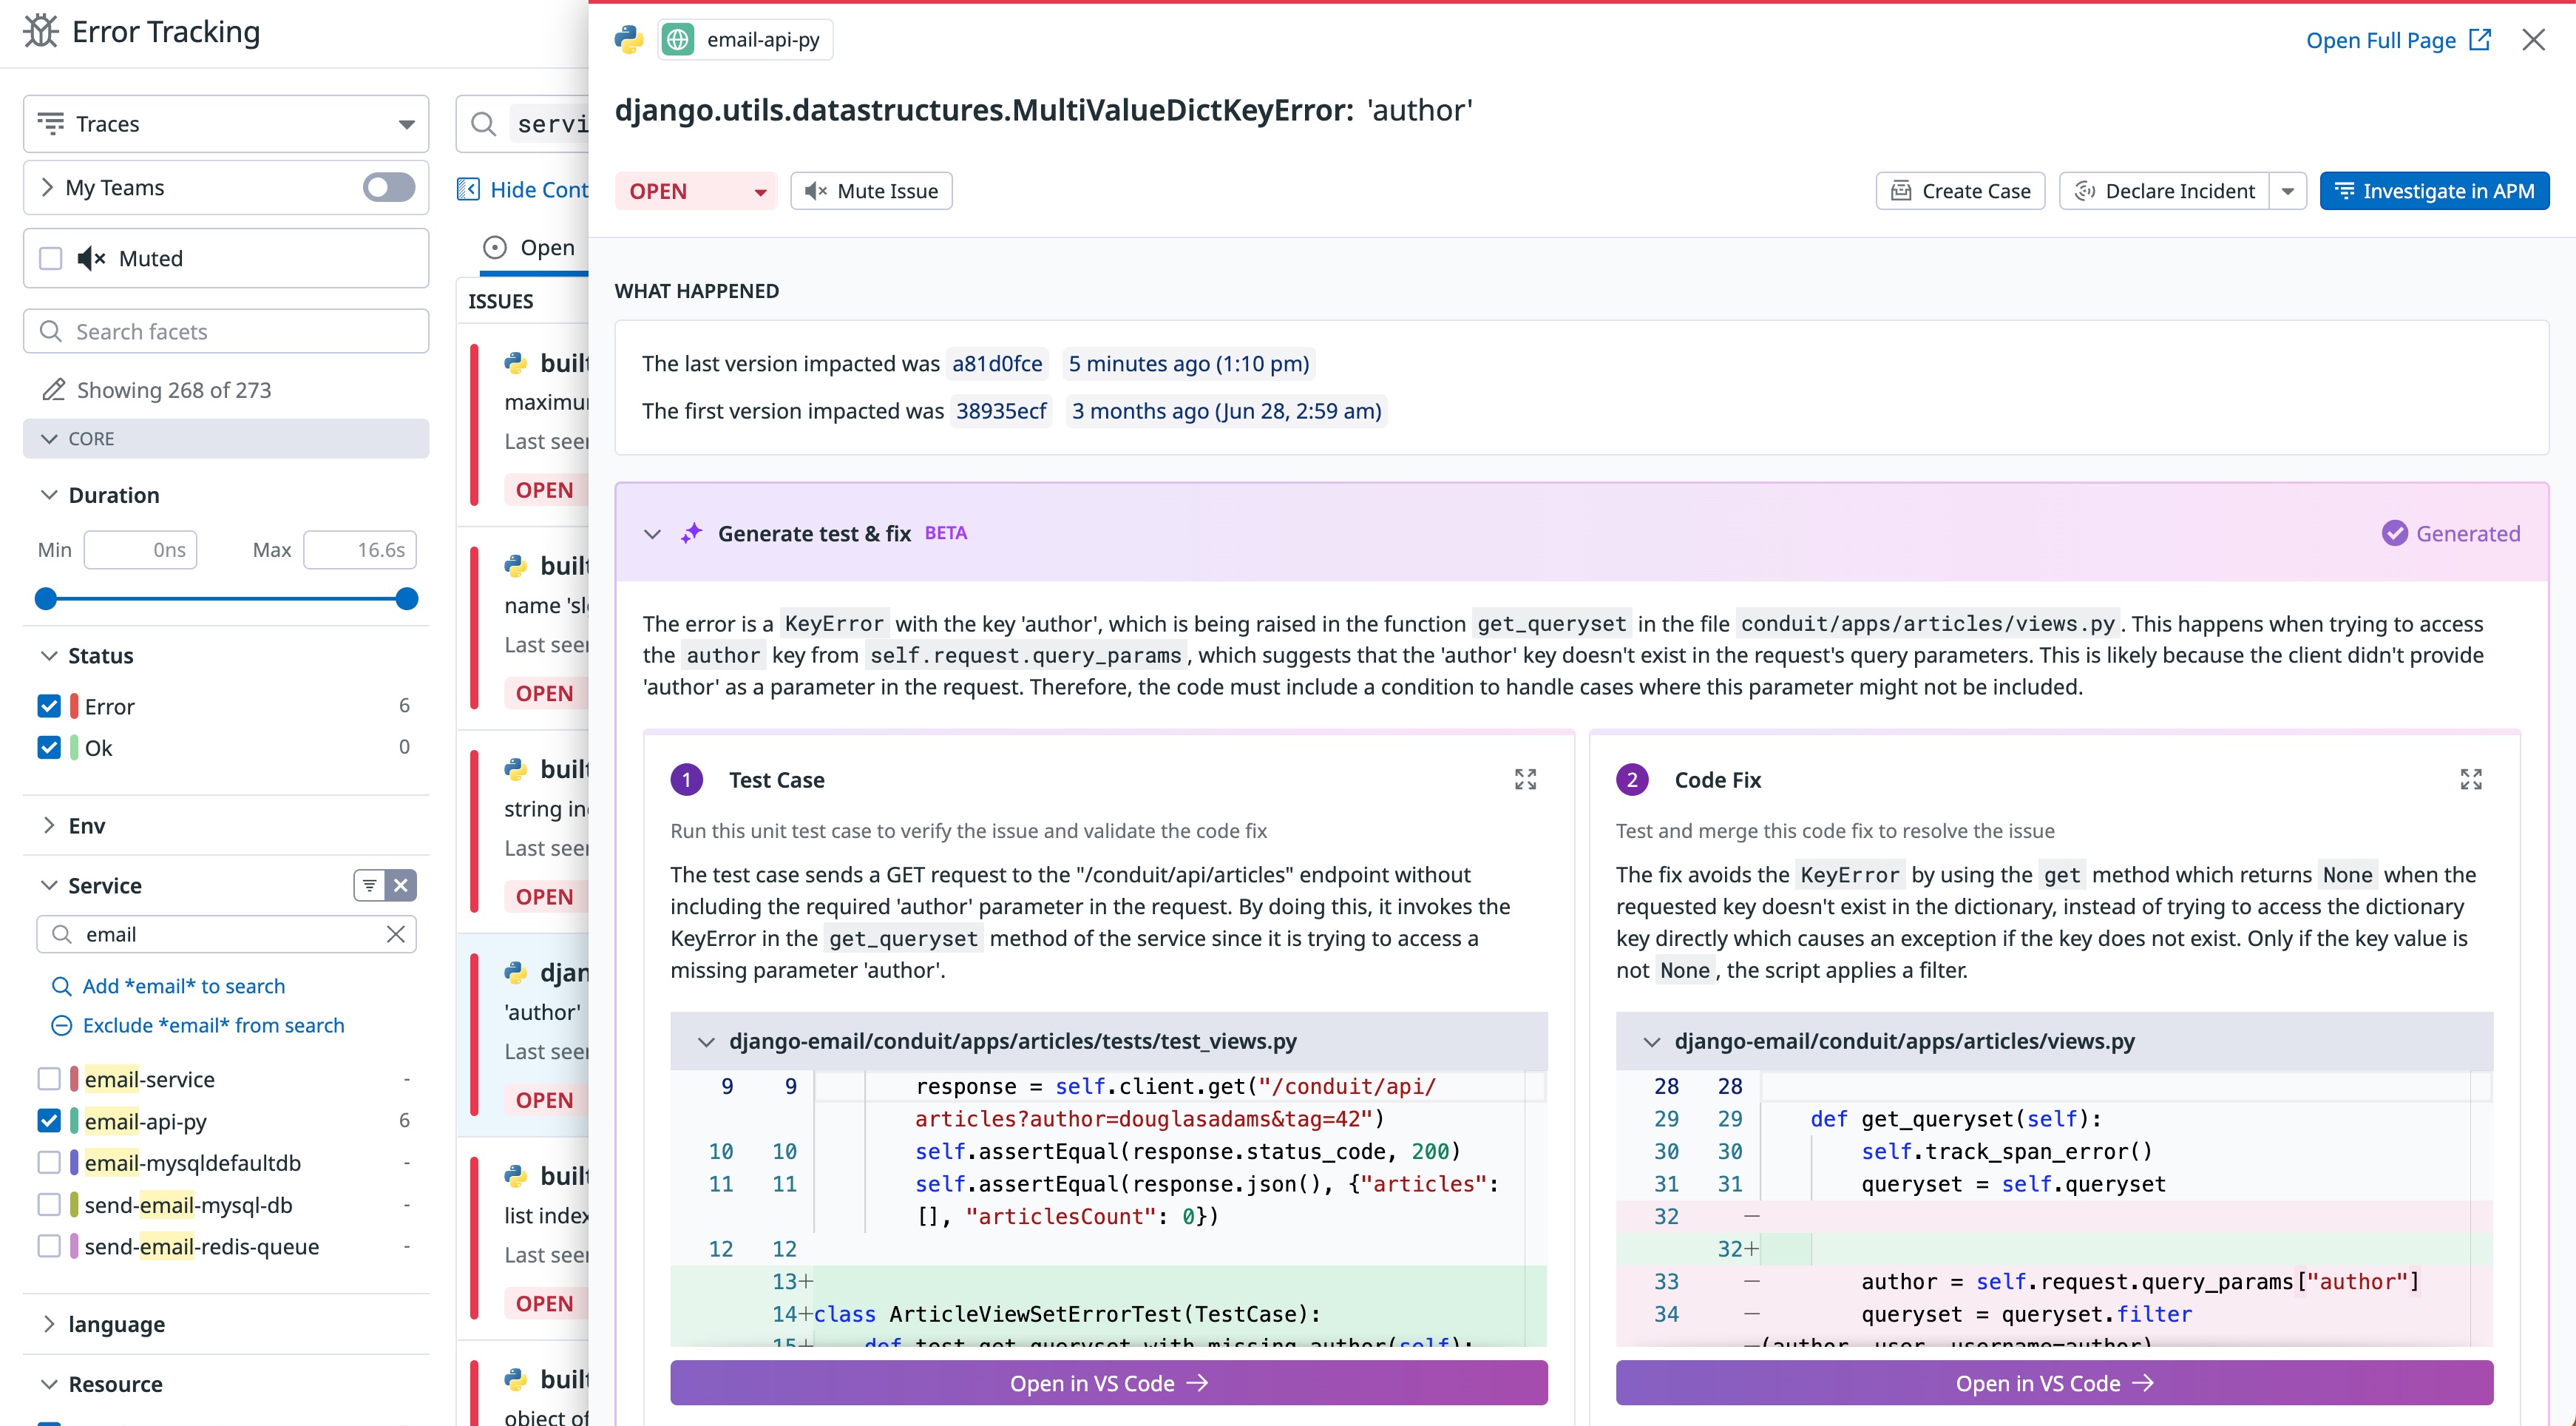 Error Tracking
Traces
My Teams
Muted
Search facets
Showing 268 of 273
CORE
Duration
Min 0ns Max 16.6s
Status
Error 6
Ok 0
Env
Service
email
Add *email* to search
Exclude *email* from search
email-service -
email-api-py 6
email-mysqldefaultdb -
send-email-mysql-db -
send-email-redis-queue -
language
Resource
servi
Hide Cont
Open
ISSUES
built
maximu
Last seen
OPEN
built
name 'sl
Last seen
OPEN
built
string in
Last seen
OPEN
djan
'author'
Last seen
OPEN
built
list index
Last seen
OPEN
built
object of
email-api-py
Open Full Page
django.utils.datastructures.MultiValueDictKeyError: 'author'
OPEN
Mute Issue
Create Case
Declare Incident
Investigate in APM
WHAT HAPPENED
The last version impacted was a81d0fce 5 minutes ago (1:10 pm)
The first version impacted was 38935ecf 3 months ago (Jun 28, 2:59 am)
Generate test & fix BETA
Generated
The error is a KeyError with the key 'author', which is being raised in the function get_queryset in the file conduit/apps/articles/views.py. This happens when trying to access
the author key from self.request.query_params, which suggests that the 'author' key doesn't exist in the request's query parameters. This is likely because the client didn't provide
'author' as a parameter in the request. Therefore, the code must include a condition to handle cases where this parameter might not be included.
1 Test Case
Run this unit test case to verify the issue and validate the code fix
The test case sends a GET request to the "/conduit/api/articles" endpoint without
including the required 'author' parameter in the request. By doing this, it invokes the
KeyError in the get_queryset method of the service since it is trying to access a
missing parameter 'author'.
django-email/conduit/apps/articles/tests/test_views.py
9 9 response = self.client.get("/conduit/api/
articles?author=douglasadams&tag=42")
10 10 self.assertEqual(response.status_code, 200)
11 11 self.assertEqual(response.json(), {"articles":
[], "articlesCount": 0})
12 12
13+
14+class ArticleViewSetErrorTest(TestCase):
15+ def test_get_queryset_with_missing_author(self):
Open in VS Code →
2 Code Fix
Test and merge this code fix to resolve the issue
The fix avoids the KeyError by using the get method which returns None when the
requested key doesn't exist in the dictionary, instead of trying to access the dictionary
key directly which causes an exception if the key does not exist. Only if the key value is
not None, the script applies a filter.
django-email/conduit/apps/articles/views.py
28 28
29 29 def get_queryset(self):
30 30 self.track_span_error()
31 31 queryset = self.queryset
32 —
32+
33 — author = self.request.query_params["author"]
34 — queryset = queryset.filter
—(author__user__username=author)
Open in VS Code →